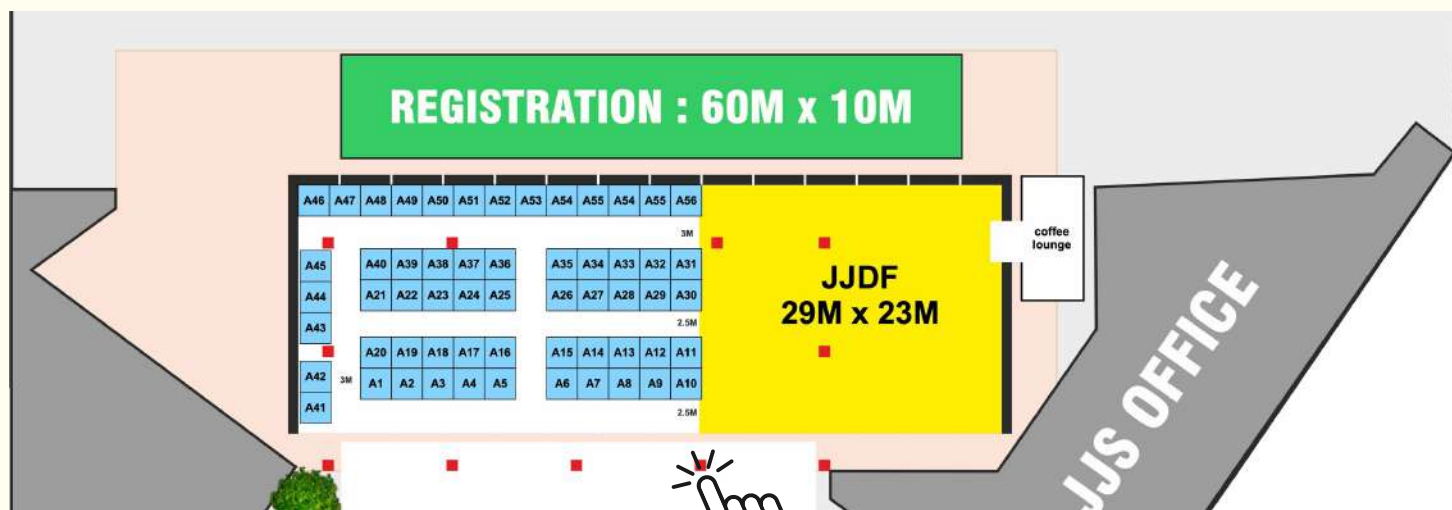 REGISTRATION : 60M x 10M
A46 A47 A48 A49 A50 A51 A52 A53 A54 A55 A54 A55 A56
3M
coffee
lounge
A45 A40 A39 A38 A37 A36 A35 A34 A33 A32 A31
JJDF
A44 A21 A22 A23 A24 A25 A26 A27 A28 A29 A30
29M x 23M
A43
2.5M
A20 A19 A18 A17 A16 A15 A14 A13 A12 A11
A42 3M A1 A2 A3 A4 A5 A6 A7 A8 A9 A10
A41
2.5M
JJS OFFICE